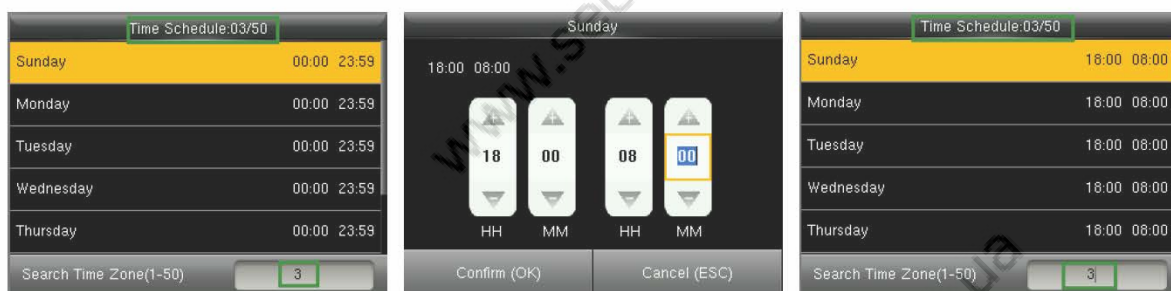 Time Schedule:03/50
Sunday 00:00 23:59
Monday 00:00 23:59
Tuesday 00:00 23:59
Wednesday 00:00 23:59
Thursday 00:00 23:59
Search Time Zone(1-50) 3
Sunday
18:00 08:00
18 00 08 00
HH MM HH MM
Confirm (OK) Cancel (ESC)
Time Schedule:03/50
Sunday 18:00 08:00
Monday 18:00 08:00
Tuesday 18:00 08:00
Wednesday 18:00 08:00
Thursday 18:00 08:00
Search Time Zone(1-50) 3
www.sec
ua